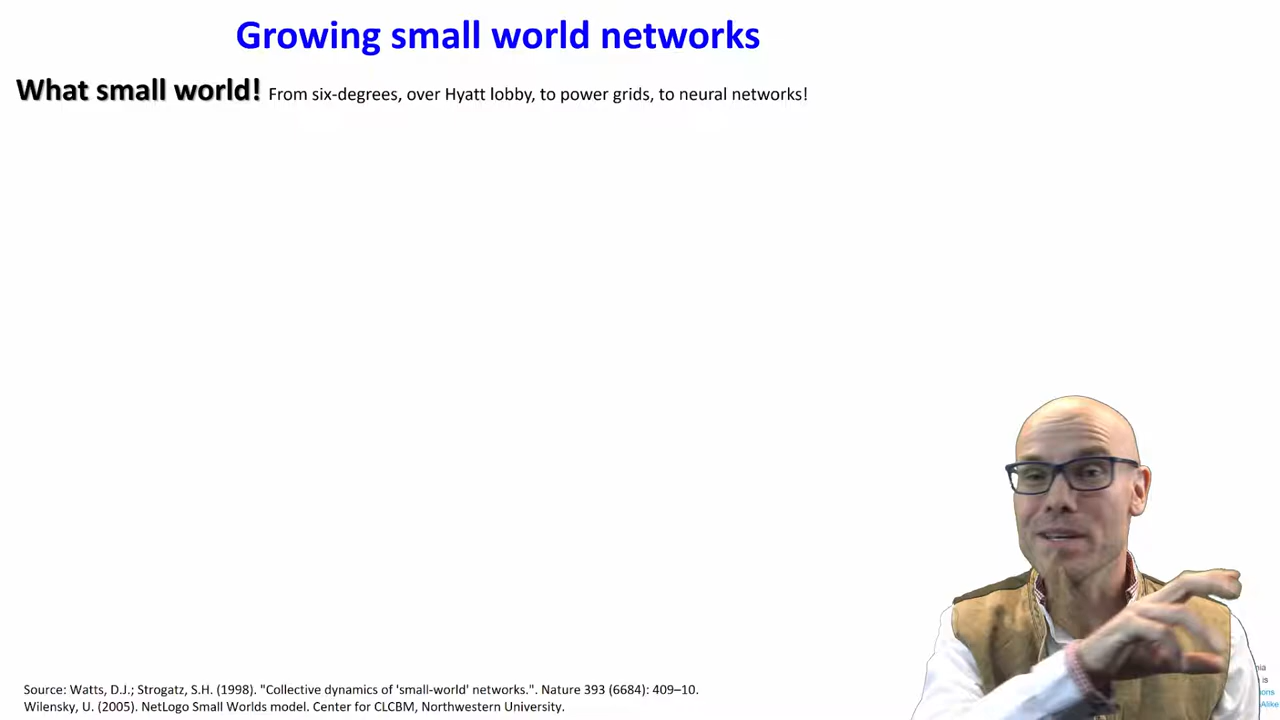 Growing small world networks
What small world! From six-degrees, over Hyatt lobby, to power grids, to neural networks!
Source: Watts, D.J.; Strogatz, S.H. (1998). "Collective dynamics of 'small-world' networks.". Nature 393 (6684): 409–10.
Wilensky, U. (2005). NetLogo Small Worlds model. Center for CLCBM, Northwestern University.
is